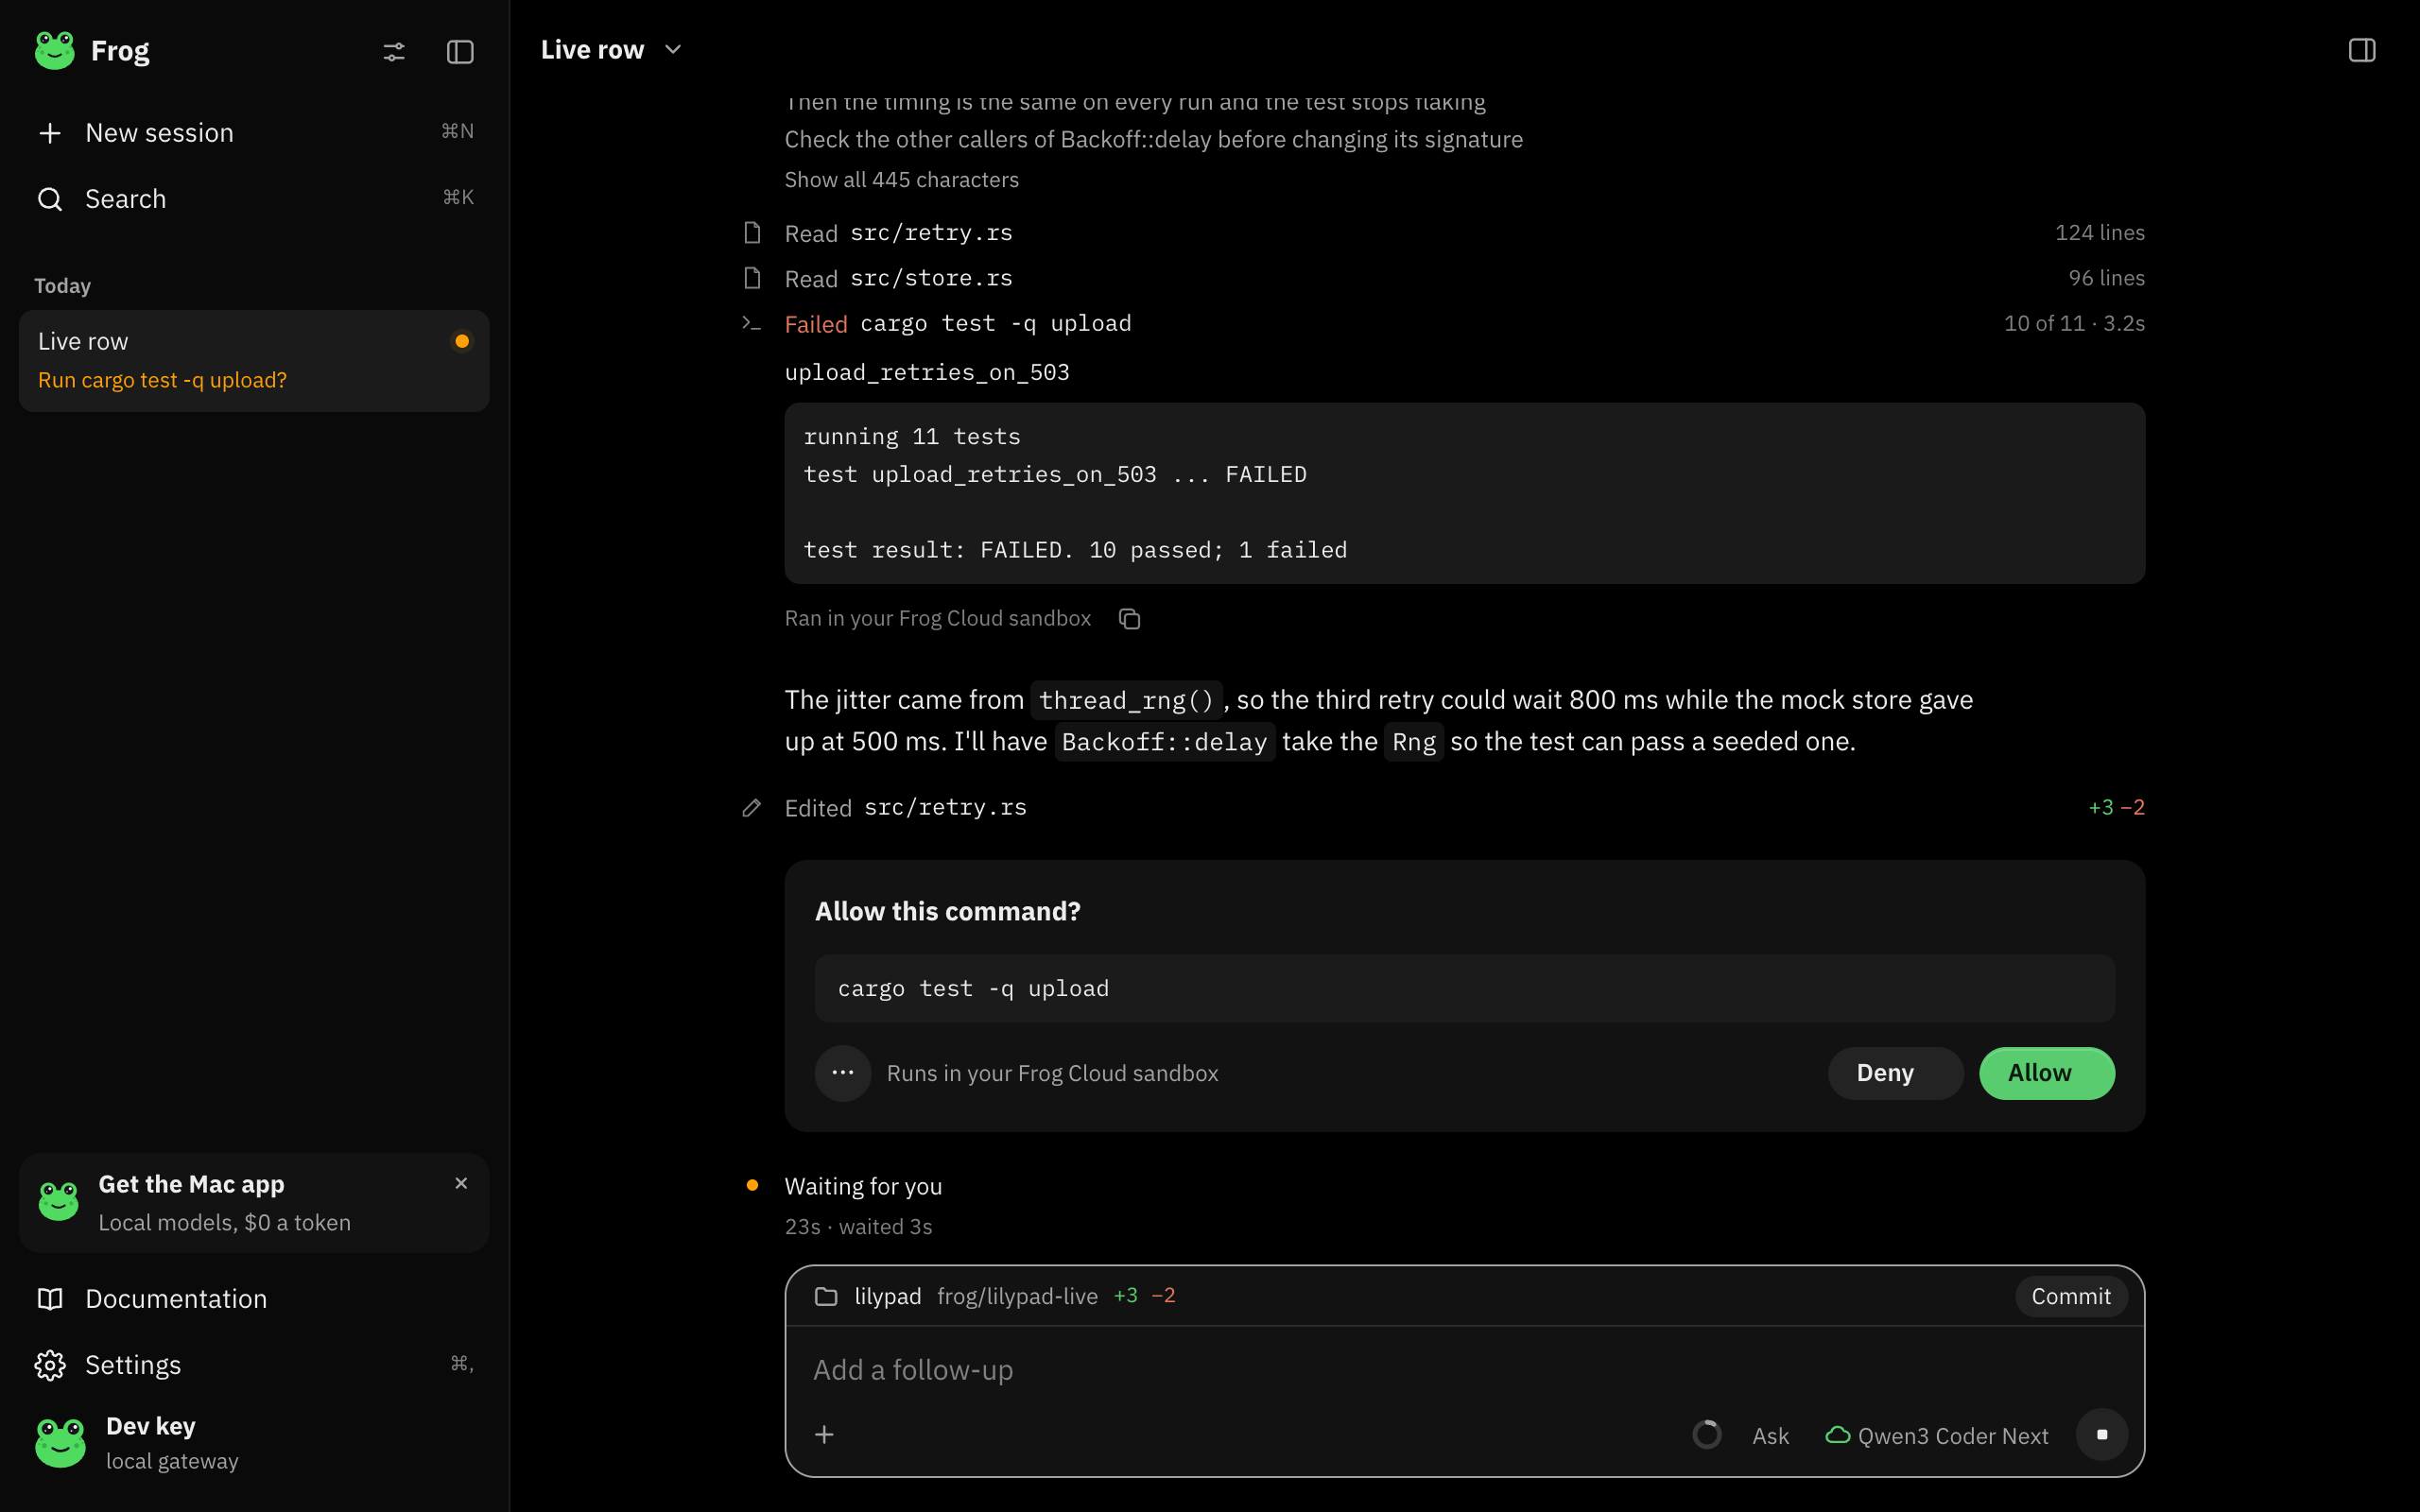 Frog
New session ⌘N
Search ⌘K
Today
Live row
Run cargo test -q upload?
Get the Mac app
Local models, $0 a token
Documentation
Settings ⌘,
Dev key
local gateway
Live row
Then the timing is the same on every run and the test stops flaking
Check the other callers of Backoff::delay before changing its signature
Show all 445 characters
Read src/retry.rs 124 lines
Read src/store.rs 96 lines
Failed cargo test -q upload 10 of 11 · 3.2s
upload_retries_on_503
running 11 tests
test upload_retries_on_503 ... FAILED
test result: FAILED. 10 passed; 1 failed
Ran in your Frog Cloud sandbox
The jitter came from thread_rng(), so the third retry could wait 800 ms while the mock store gave
up at 500 ms. I'll have Backoff::delay take the Rng so the test can pass a seeded one.
Edited src/retry.rs +3 −2
Allow this command?
cargo test -q upload
Runs in your Frog Cloud sandbox Deny Allow
Waiting for you
23s · waited 3s
lilypad frog/lilypad-live +3 −2 Commit
Add a follow-up
Ask Qwen3 Coder Next